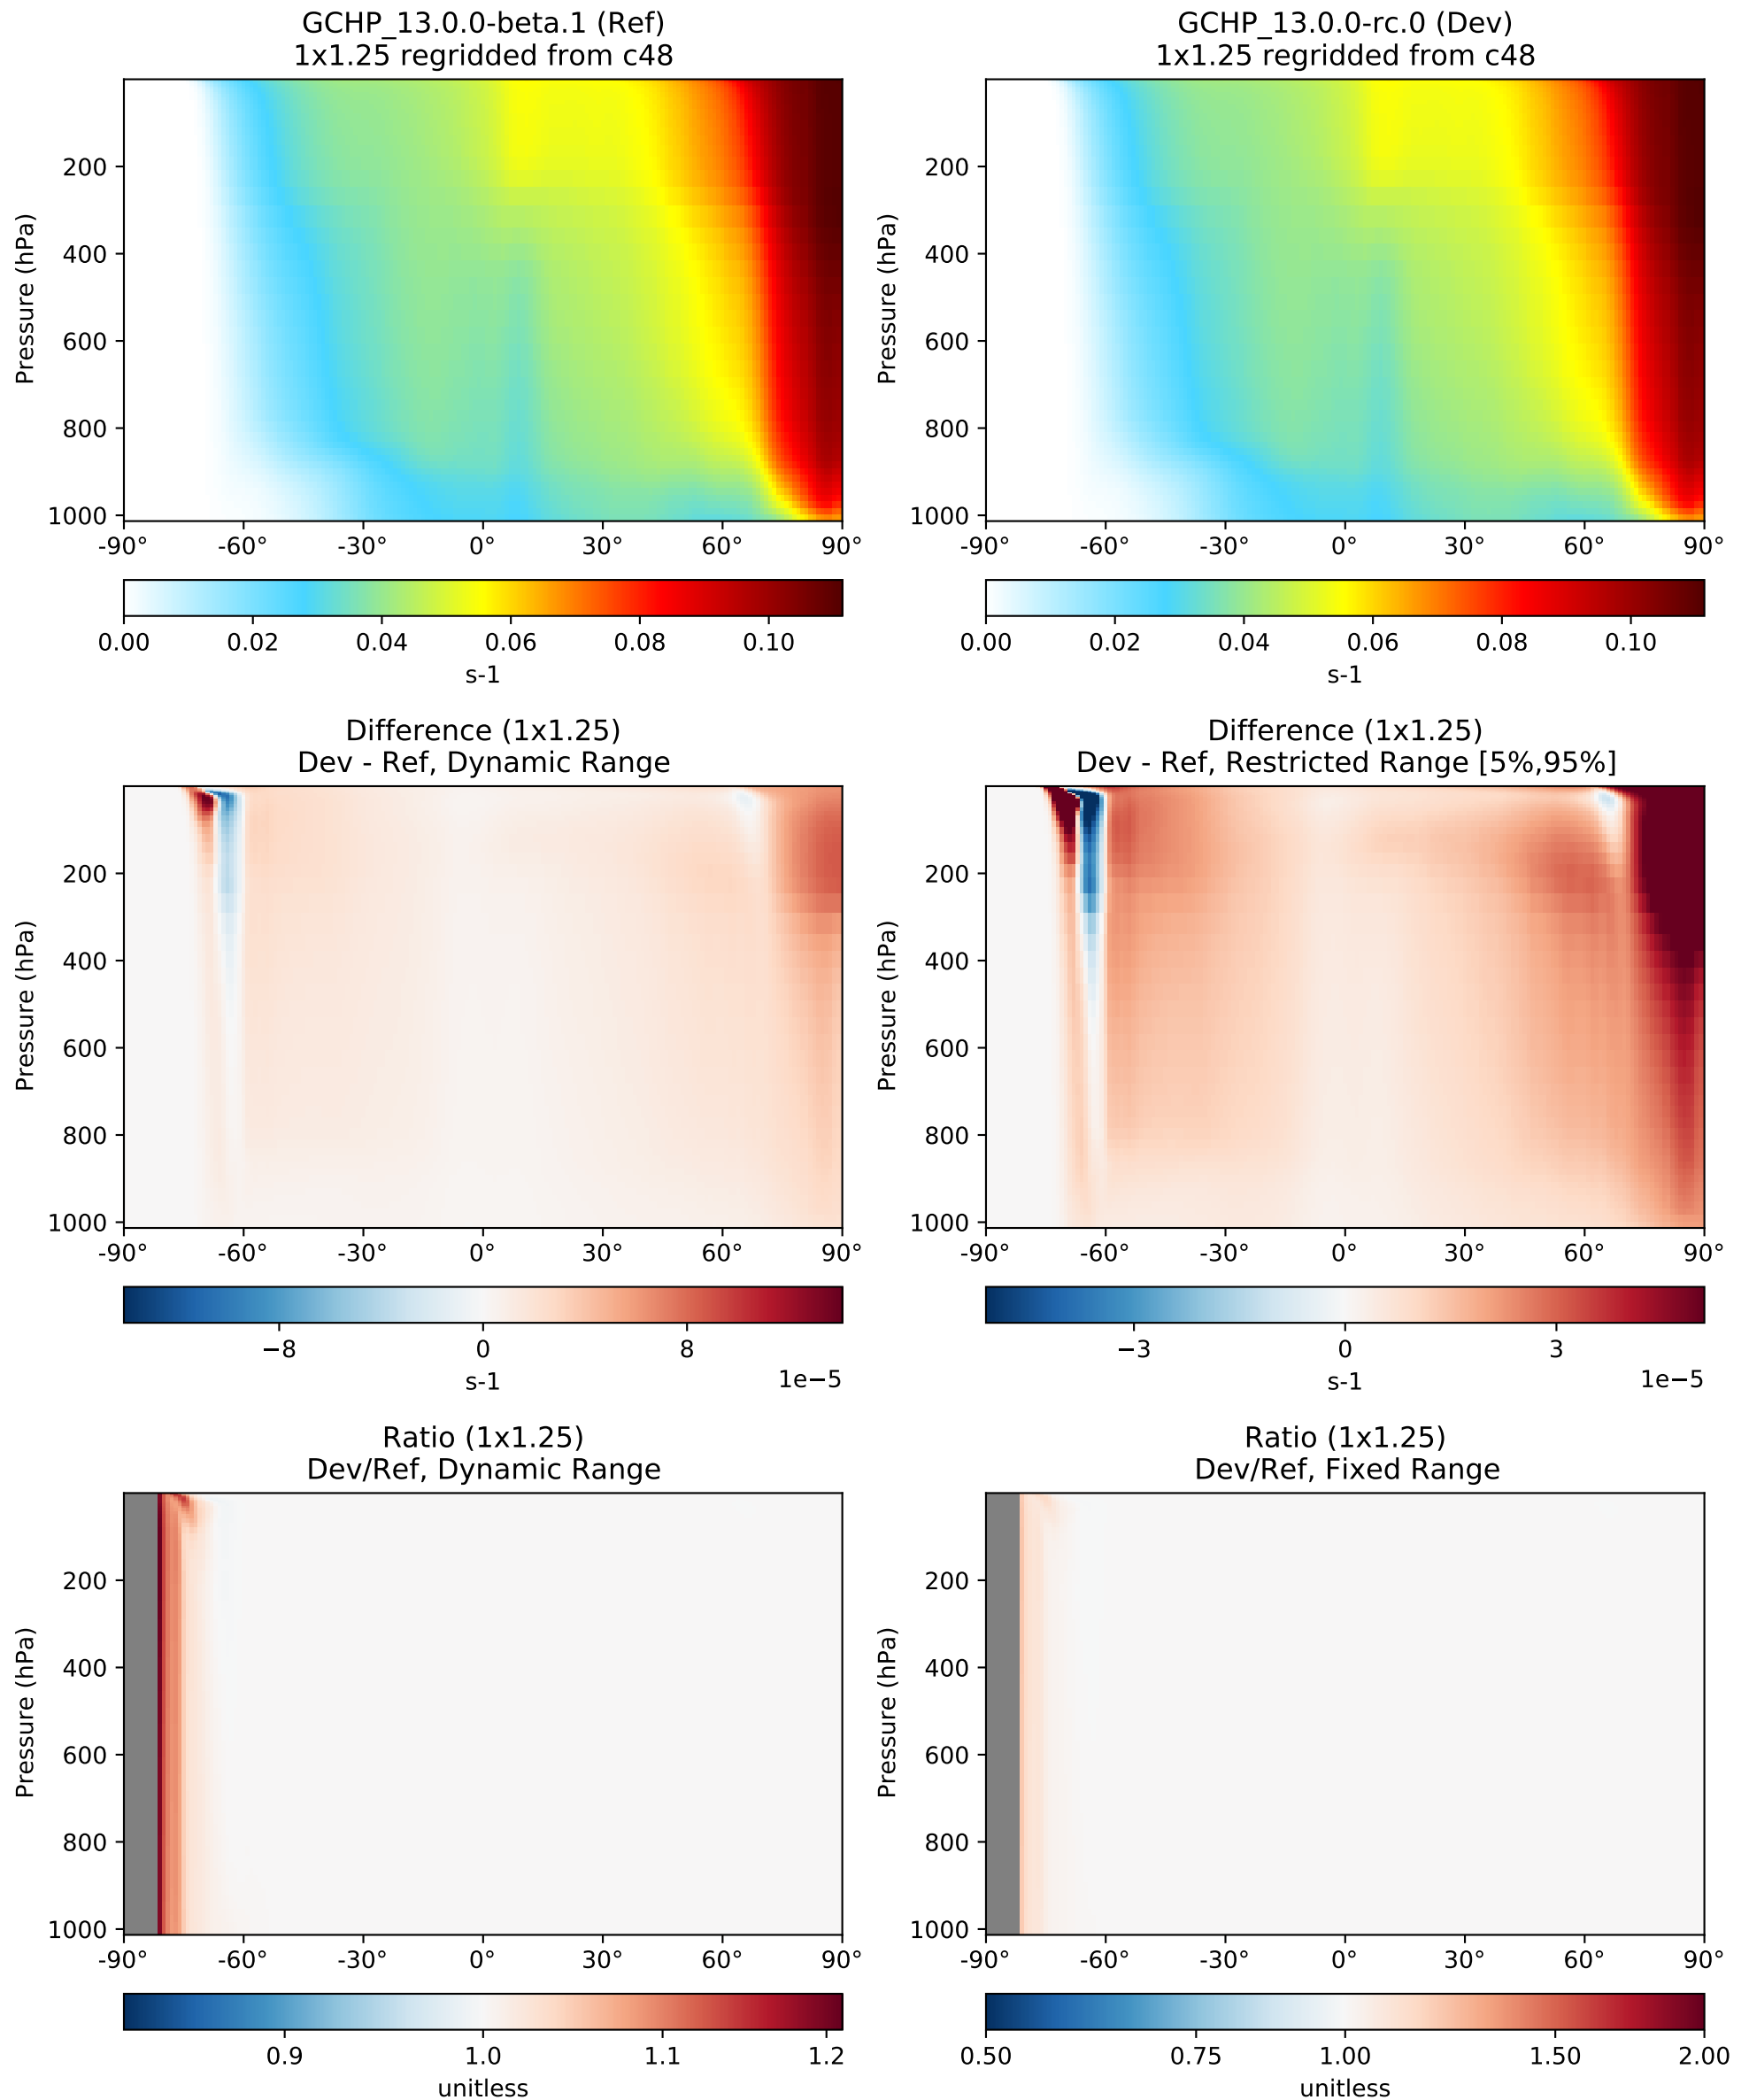 GCHP_13.0.0-beta.1 (Ref)
1x1.25 regridded from c48
Pressure (hPa)
200
400
600
800
1000
-90° -60° -30° 0° 30° 60° 90°
0.00 0.02 0.04 0.06 0.08 0.10
s-1
GCHP_13.0.0-rc.0 (Dev)
1x1.25 regridded from c48
Pressure (hPa)
200
400
600
800
1000
-90° -60° -30° 0° 30° 60° 90°
0.00 0.02 0.04 0.06 0.08 0.10
s-1
Difference (1x1.25)
Dev - Ref, Dynamic Range
Pressure (hPa)
200
400
600
800
1000
-90° -60° -30° 0° 30° 60° 90°
−8 0 8
s-1 1e−5
Difference (1x1.25)
Dev - Ref, Restricted Range [5%,95%]
Pressure (hPa)
200
400
600
800
1000
-90° -60° -30° 0° 30° 60° 90°
−3 0 3
s-1 1e−5
Ratio (1x1.25)
Dev/Ref, Dynamic Range
Pressure (hPa)
200
400
600
800
1000
-90° -60° -30° 0° 30° 60° 90°
0.9 1.0 1.1 1.2
unitless
Ratio (1x1.25)
Dev/Ref, Fixed Range
Pressure (hPa)
200
400
600
800
1000
-90° -60° -30° 0° 30° 60° 90°
0.50 0.75 1.00 1.50 2.00
unitless